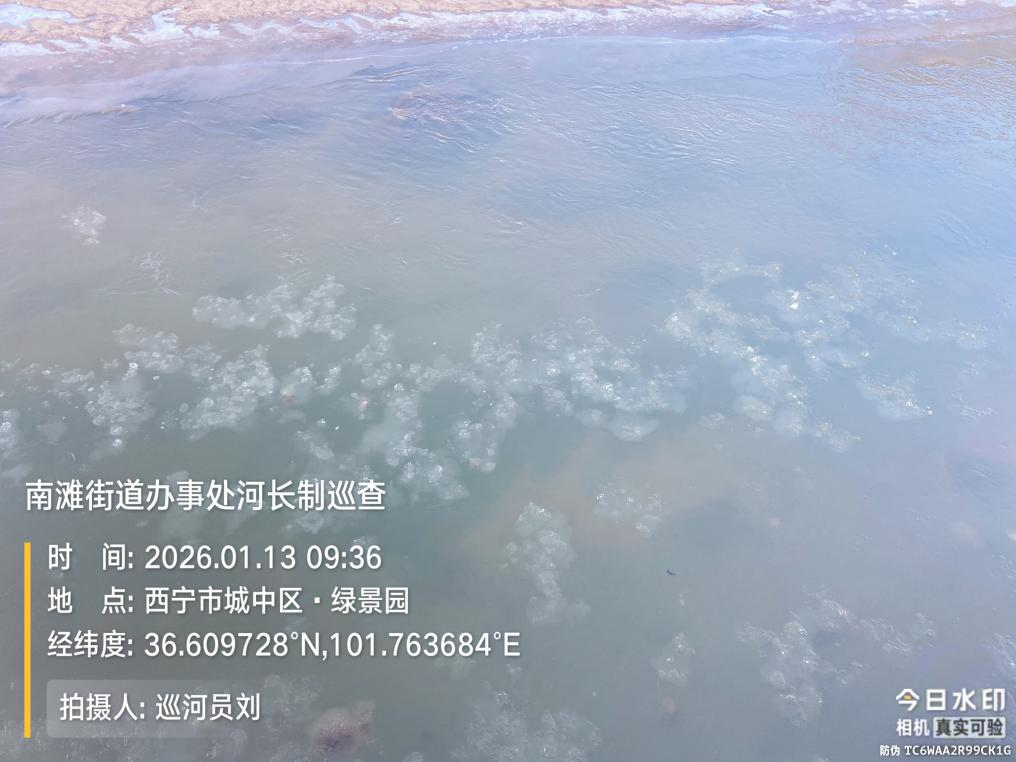 南滩街道办事处河长制巡查
时 间: 2026.01.13 09:36
地 点: 西宁市城中区·绿景园
经纬度: 36.609728°N,101.763684°E
拍摄人: 巡河员刘
今日水印
相机 真实可验
防伪 TC6WAA2R99CK1G